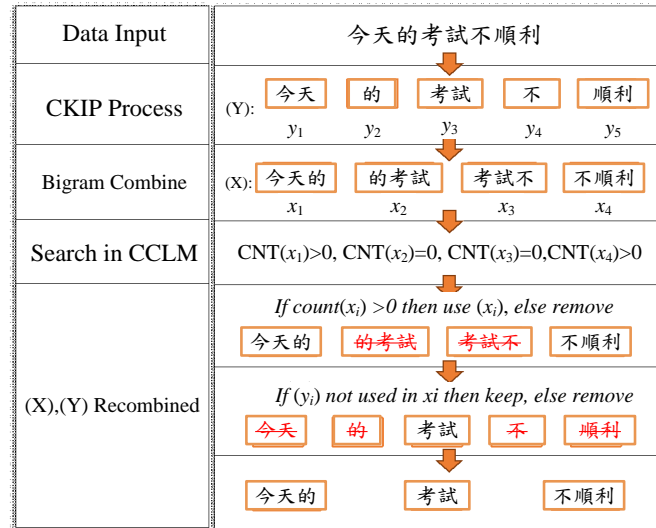 Data Input
今天的考試不順利
CKIP Process
(Y): 今天 的 考試 不 順利
y1 y2 y3 y4 y5
Bigram Combine
(X): 今天的 的考試 考試不 不順利
x1 x2 x3 x4
Search in CCLM
CNT(x1)>0, CNT(x2)=0, CNT(x3)=0,CNT(x4)>0
(X),(Y) Recombined
If count(xi) >0 then use (xi), else remove
今天的 的考試 考試不 不順利
If (yi) not used in xi then keep, else remove
今天 的 考試 不 順利
今天的 考試 不順利